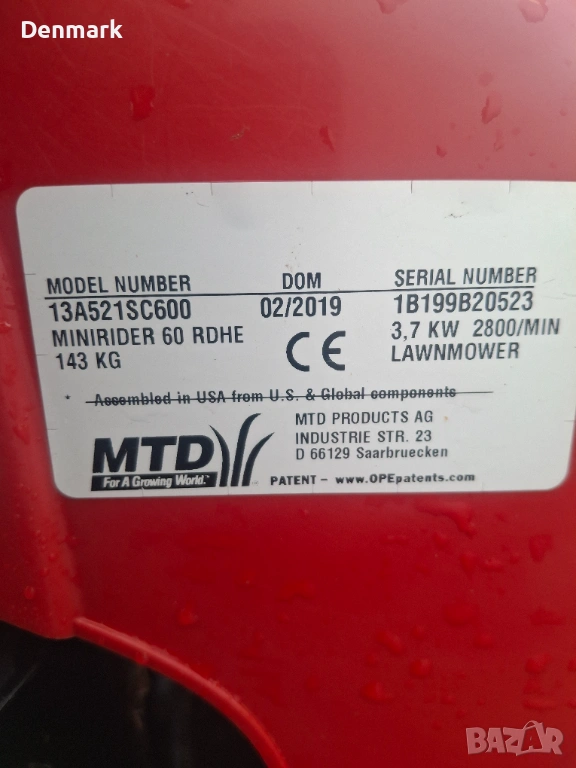 Denmark
MODEL NUMBER DOM SERIAL NUMBER
13A521SC600 02/2019 1B199B20523
MINIRIDER 60 RDHE 3,7 KW 2800/MIN
143 KG CE LAWNMOWER
* Assembled in USA from U.S. & Global components
MTD PRODUCTS AG
INDUSTRIE STR. 23
D 66129 Saarbruecken
MTD
For A Growing World.
PATENT – www.OPEpatents.com
BAZAR